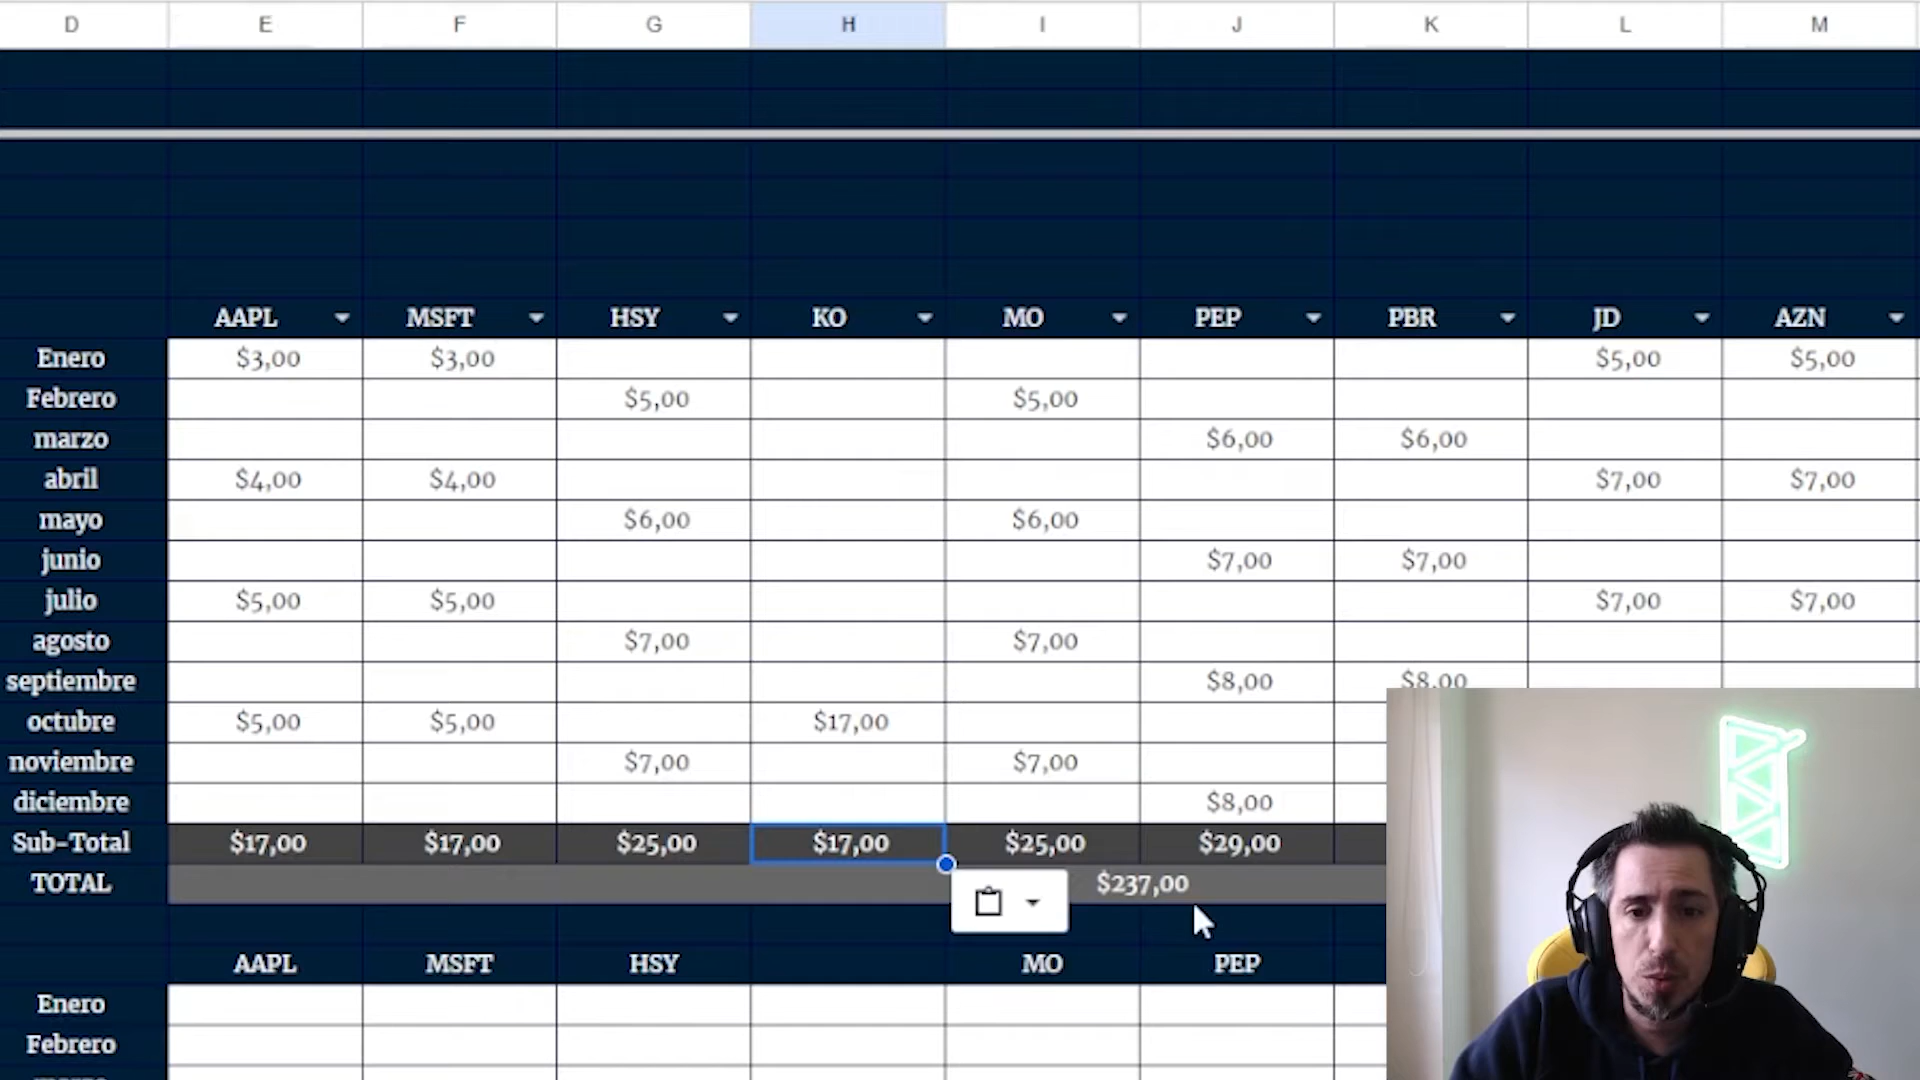 D E F G H I J K L M
AAPL MSFT HSY KO MO PEP PBR JD AZN
Enero $3,00 $3,00 $5,00 $5,00
Febrero $5,00 $5,00
marzo $6,00 $6,00
abril $4,00 $4,00 $7,00 $7,00
mayo $6,00 $6,00
junio $7,00 $7,00
julio $5,00 $5,00 $7,00 $7,00
agosto $7,00 $7,00
septiembre $8,00 $8,00
octubre $5,00 $5,00 $17,00
noviembre $7,00 $7,00
diciembre $8,00
Sub-Total $17,00 $17,00 $25,00 $17,00 $25,00 $29,00
TOTAL $237,00
AAPL MSFT HSY MO PEP
Enero
Febrero